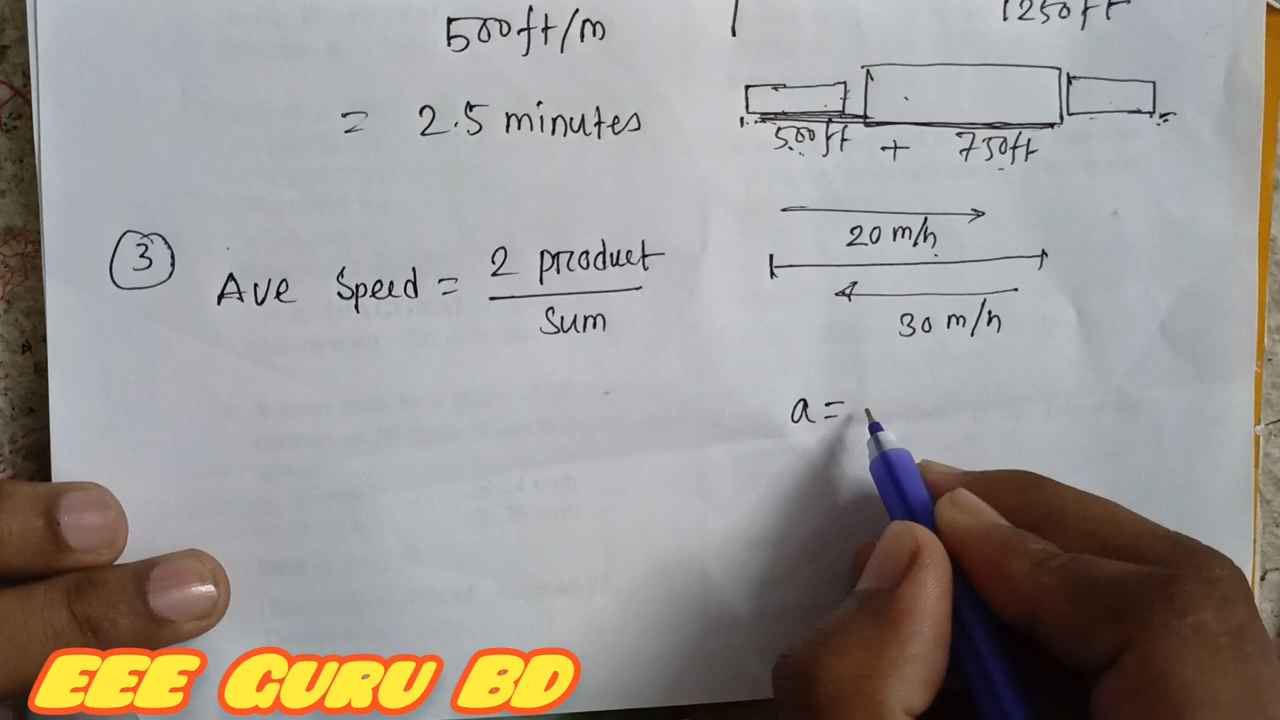 500ft/m
= 2.5 minutes
1250ft
500ft + 750ft
3
Ave Speed = 2 product
sum
20 m/h
30 m/h
a =
EEE GURU BD